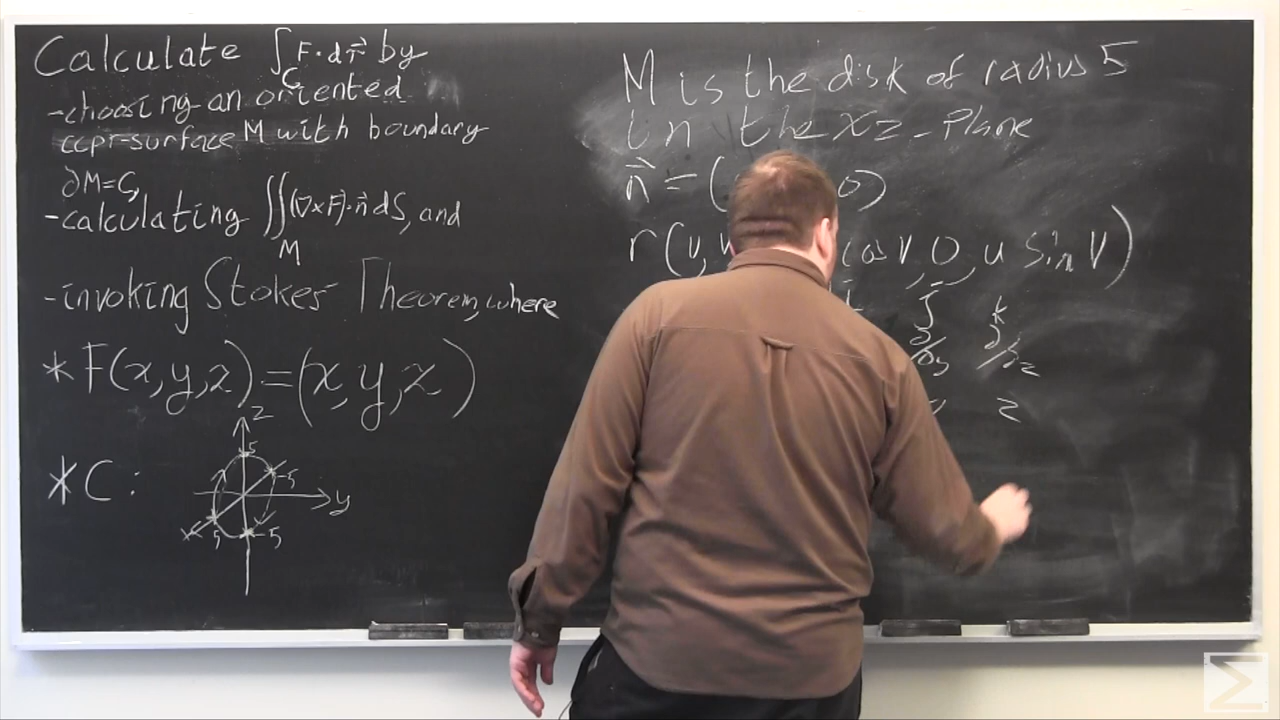 Calculate ∫_C F·dr⃗ by
-choosing an oriented
ccpr-surface M with boundary
∂M=C,
-calculating ∬_M (∇×F)·n⃗ dS, and
-invoking Stokes' Theorem, where
*F(x,y,z)=(x,y,z)
*C:
z
5
-5
y
x
5
-5
M is the disk of radius 5
in the xz-plane
n⃗ = ( 0)
r(u, cos v, 0, u sin v)
j k
∂/∂y ∂/∂z
z
Σ